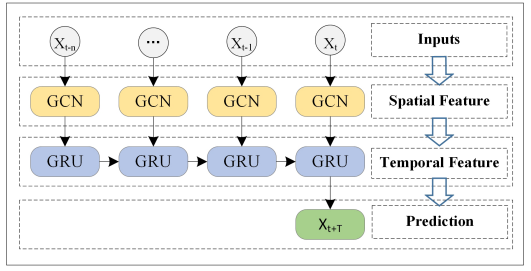 X_{t-n} ... X_{t-1} X_t Inputs
GCN GCN GCN GCN Spatial Feature
GRU GRU GRU GRU Temporal Feature
X_{t+T} Prediction